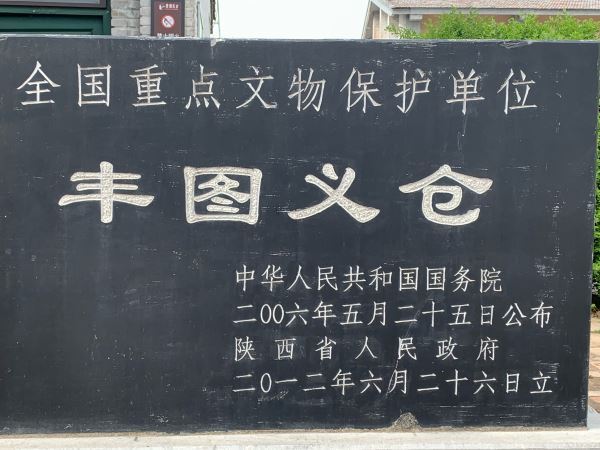 全国重点文物保护单位
丰图义仓
中华人民共和国国务院
二00六年五月二十五日公布
陕西省人民政府
二0一二年六月二十六日立